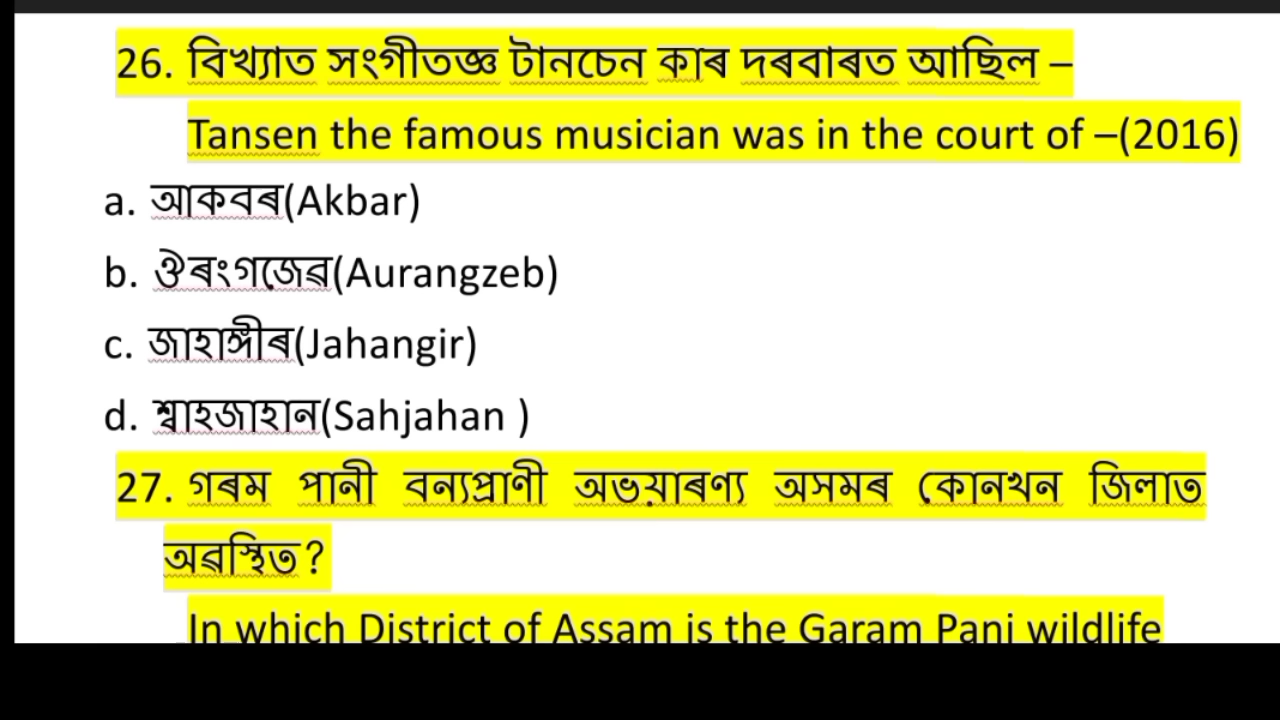 26. বিখ্যাত সংগীতজ্ঞ টানচেন কাৰ দৰবাৰত আছিল –
Tansen the famous musician was in the court of –(2016)
a. আকবৰ(Akbar)
b. ঔৰংগজেৱ(Aurangzeb)
c. জাহাঙ্গীৰ(Jahangir)
d. শ্বাহজাহান(Sahjahan )
27. গৰম পানী বন্যপ্ৰাণী অভয়াৰণ্য অসমৰ কোনখন জিলাত
অৱস্থিত?
In which District of Assam is the Garam Pani wildlife